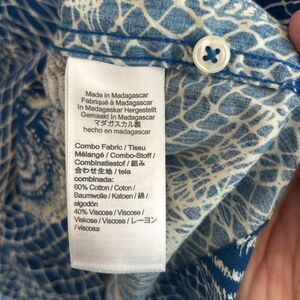 Made in Madagascar
Fabriqué à Madagascar
In Madagaskar Hergestellt
Gemaakt In Madagascar
マダガスカル製
hecho en madagascar
Combo Fabric / Tissu
Mélangé / Combo-Stoff /
Combinatiestof / 組み
合わせ生地 / tela
combinada:
60% Cotton / Coton /
Baumwolle / Katoen / 綿 /
algodón
40% Viscose / Viscose /
Viskose / Viscose / レーヨン
/ viscosa